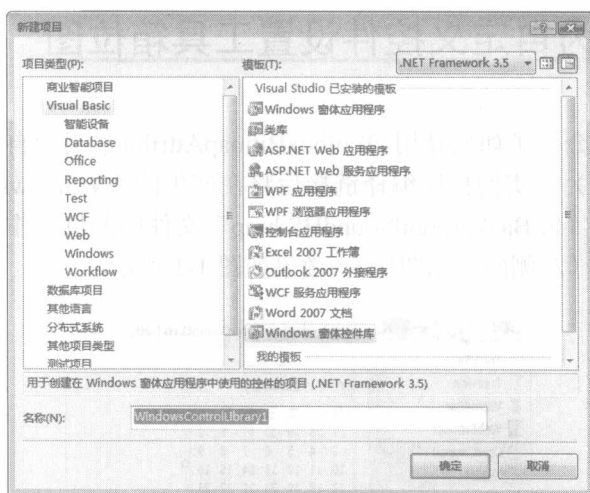 新建项目
项目类型(P):
模板(T):
.NET Framework 3.5
商业智能项目
Visual Basic
智能设备
Database
Office
Reporting
Test
WCF
Web
Windows
Workflow
数据库项目
其他语言
分布式系统
其他项目类型
测试项目
Visual Studio 已安装的模板
Windows 窗体应用程序
类库
ASP.NET Web 应用程序
ASP.NET Web 服务应用程序
WPF 应用程序
WPF 浏览器应用程序
控制台应用程序
Excel 2007 工作簿
Outlook 2007 外接程序
WCF 服务应用程序
Word 2007 文档
Windows 窗体控件库
我的模板
用于创建在 Windows 窗体应用程序中使用的控件的项目 (.NET Framework 3.5)
名称(N):
WindowsControlLibrary1
确定
取消